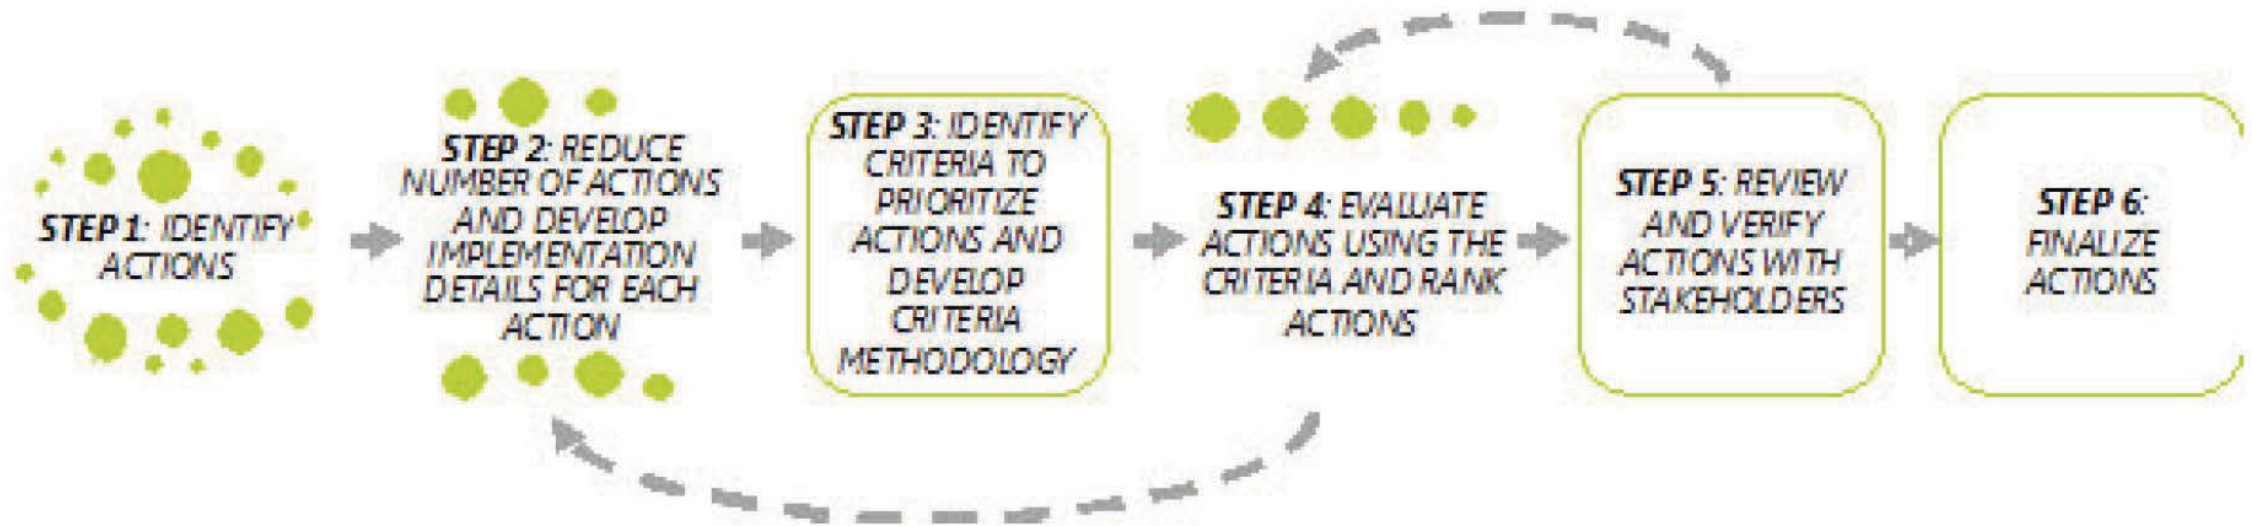 STEP 1: IDENTIFY
ACTIONS
STEP 2: REDUCE
NUMBER OF ACTIONS
AND DEVELOP
IMPLEMENTATION
DETAILS FOR EACH
ACTION
STEP 3: IDENTIFY
CRITERIA TO
PRIORITIZE
ACTIONS AND
DEVELOP
CRITERIA
METHODOLOGY
STEP 4: EVALUATE
ACTIONS USING THE
CRITERIA AND RANK
ACTIONS
STEP 5: REVIEW
AND VERIFY
ACTIONS WITH
STAKEHOLDERS
STEP 6:
FINALIZE
ACTIONS